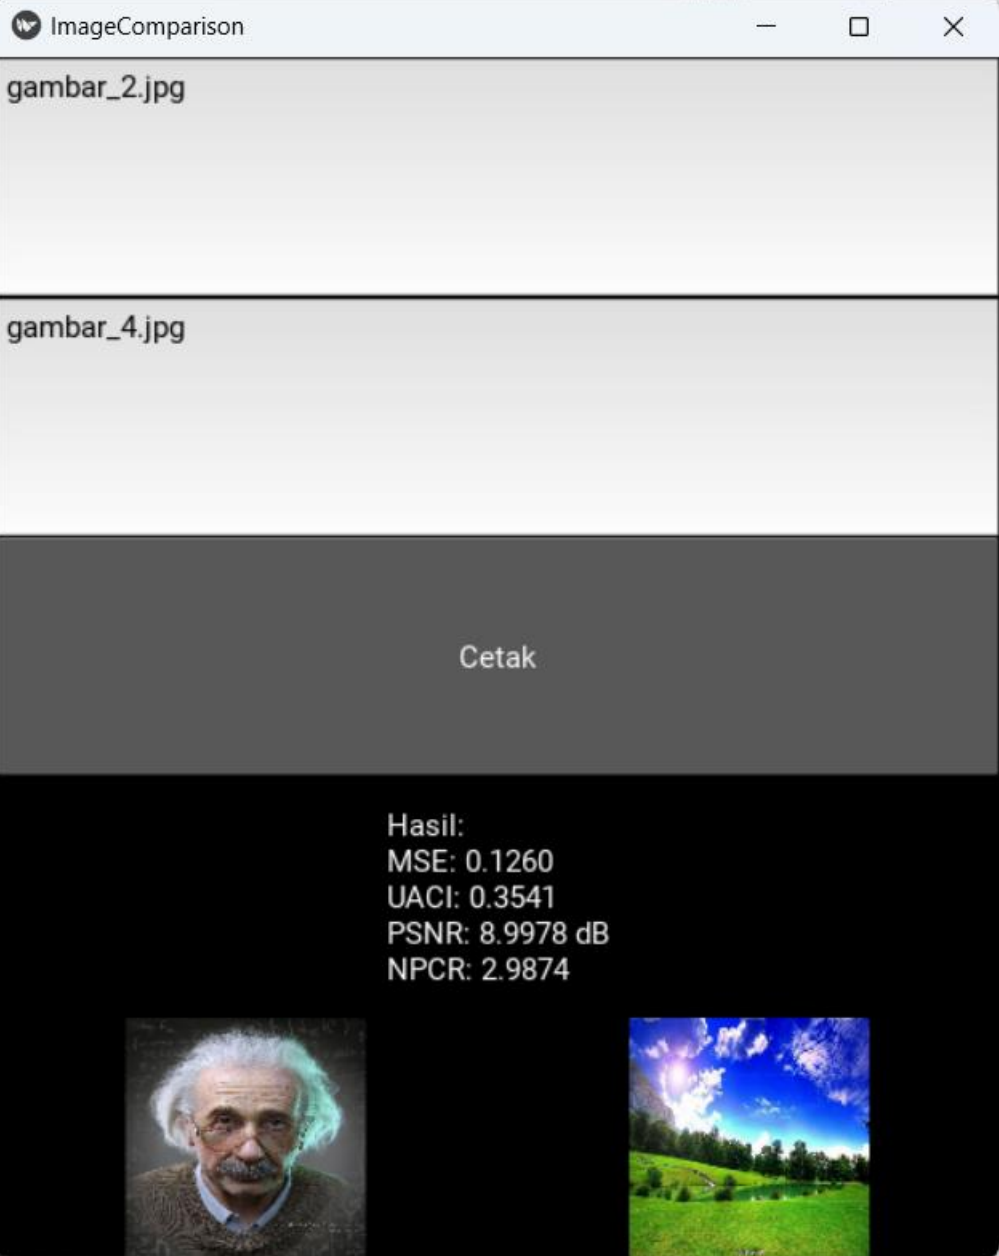 ImageComparison
gambar_2.jpg
gambar_4.jpg
Cetak
Hasil:
MSE: 0.1260
UACI: 0.3541
PSNR: 8.9978 dB
NPCR: 2.9874